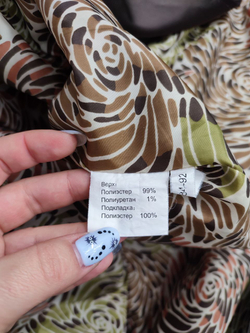 Верх
Полиэстер 99%
Полиуретан 1%
Подкладка.
Полиэстер 100%